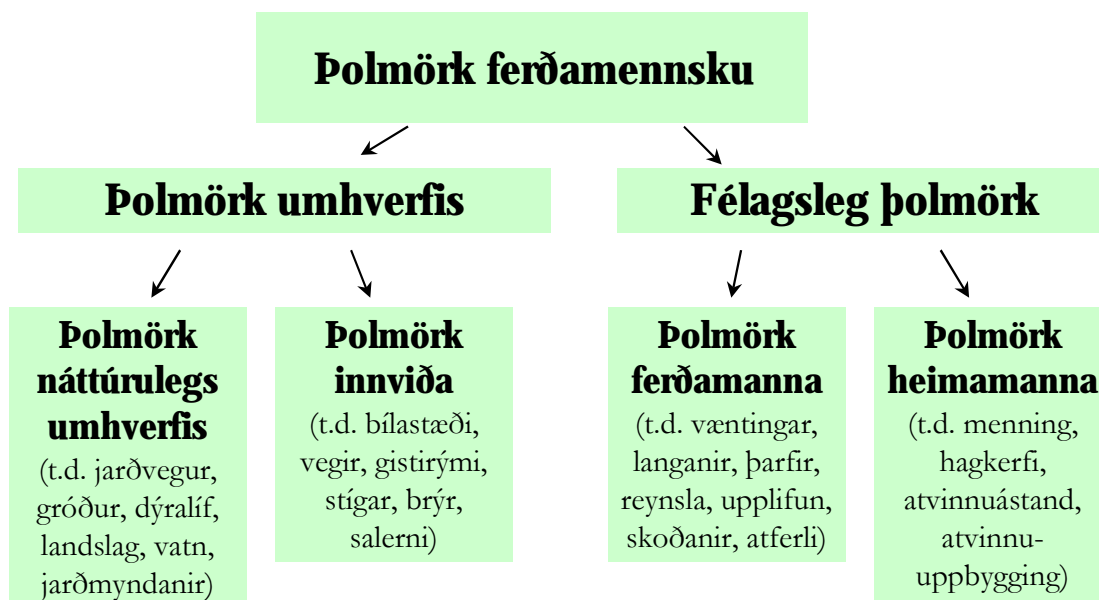 Þolmörk ferðamennsku
Þolmörk umhverfis
Félagsleg þolmörk
Þolmörk
náttúrulegs
umhverfis
(t.d. jarðvegur,
gróður, dýralíf,
landslag, vatn,
jarðmyndanir)
Þolmörk
innviða
(t.d. bílastæði,
vegir, gistirými,
stígar, brýr,
salerni)
Þolmörk
ferðamanna
(t.d. væntingar,
langanir, þarfir,
reynsla, upplifun,
skoðanir, atferli)
Þolmörk
heimamanna
(t.d. menning,
hagkerfi,
atvinnuástand,
atvinnu-
uppbygging)